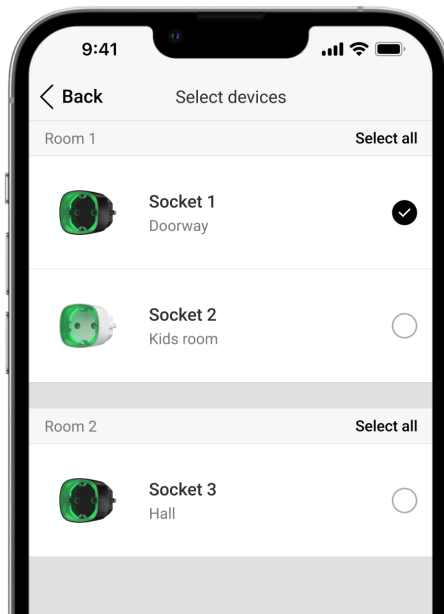 9:41
Back
Select devices
Room 1
Select all
Socket 1
Doorway
Socket 2
Kids room
Room 2
Select all
Socket 3
Hall